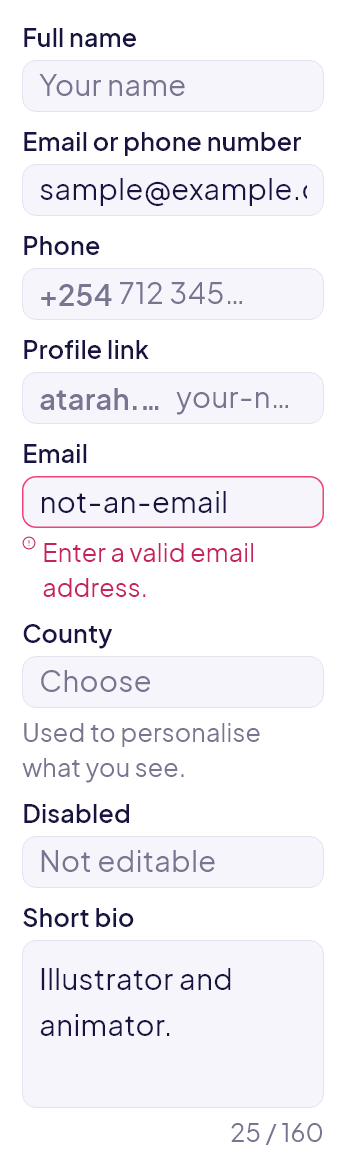 Full name
Your name
Email or phone number
sample@example.c
Phone
+254 712 345…
Profile link
atarah.… your-n…
Email
not-an-email
Enter a valid email
address.
County
Choose
Used to personalise
what you see.
Disabled
Not editable
Short bio
Illustrator and
animator.
25 / 160